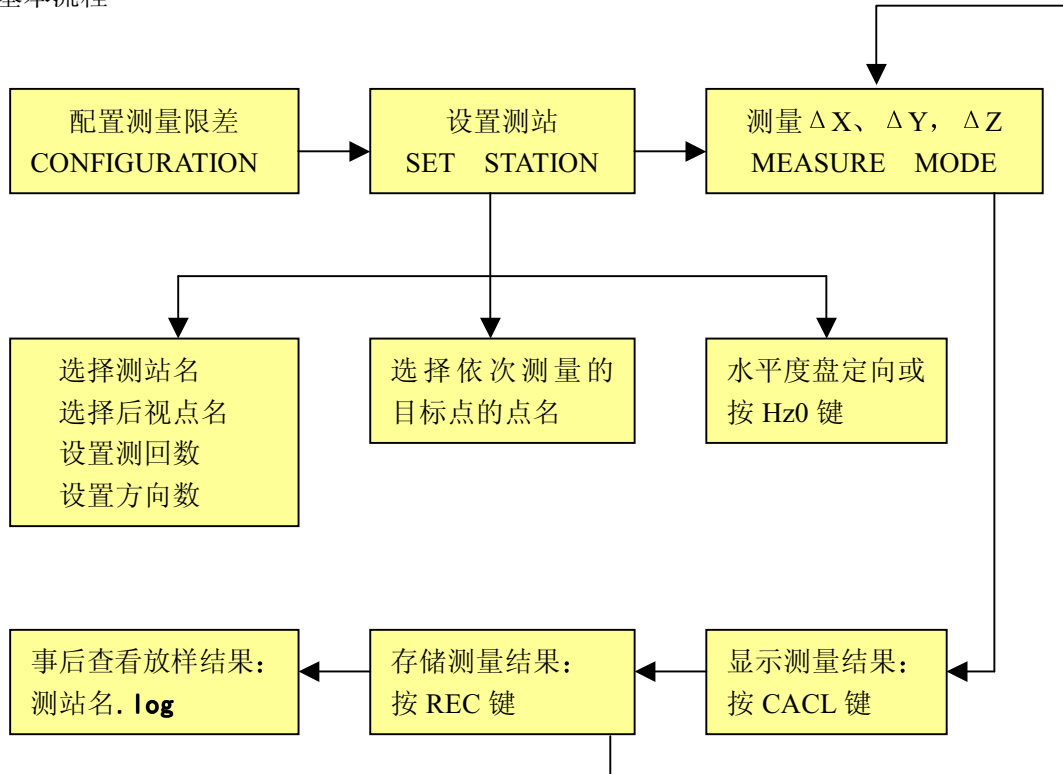 基本流程
配置测量限差
CONFIGURATION
设置测站
SET STATION
测量ΔX、ΔY，ΔZ
MEASURE MODE
选择测站名
选择后视点名
设置测回数
设置方向数
选择依次测量的
目标点的点名
水平度盘定向或
按 Hz0 键
事后查看放样结果：
测站名.log
存储测量结果：
按 REC 键
显示测量结果：
按 CACL 键